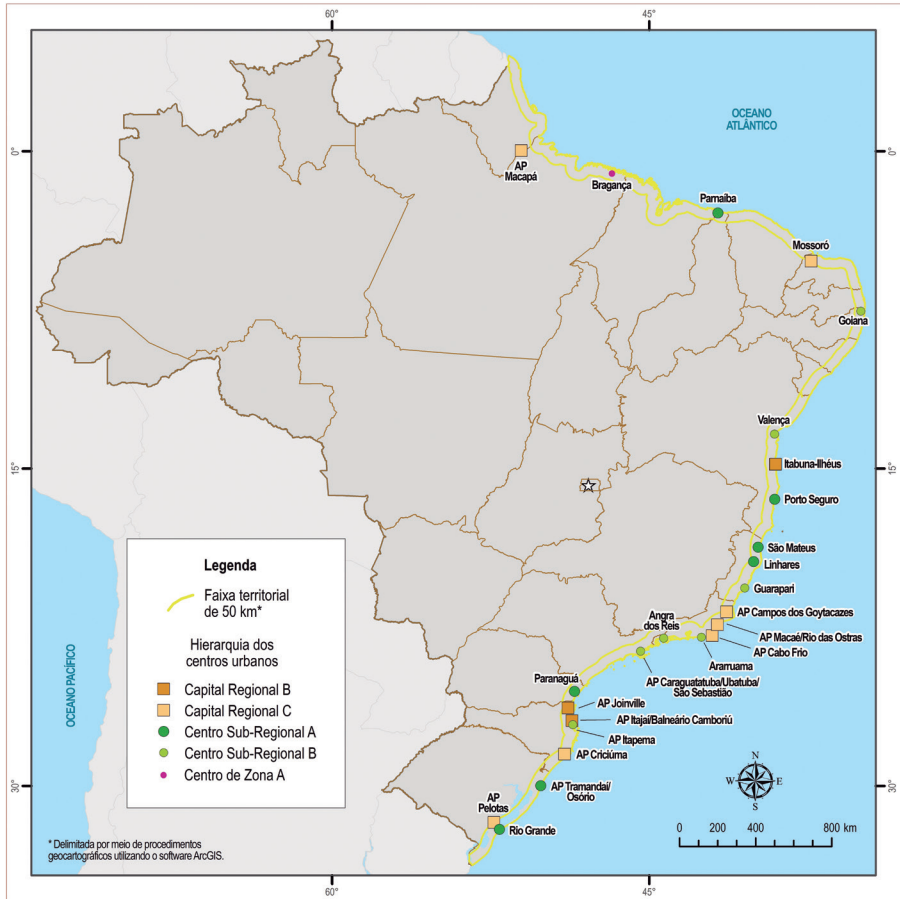 60°
45°
OCEANO
ATLÂNTICO
0°
0°
AP
Macapá
Bragança
Parnaíba
Mossoró
Goiana
Valença
15°
15°
Itabuna-Ilhéus
Porto Seguro
São Mateus
Linhares
Guarapari
AP Campos dos Goytacazes
AP Macaé/Rio das Ostras
AP Cabo Frio
Araruama
Angra
dos Reis
AP Caraguatatuba/Ubatuba/
São Sebastião
Paranaguá
AP Joinville
AP Itajaí/Balneário Camboriú
AP Itapema
AP Criciúma
AP Tramandaí/
Osório
AP
Pelotas
Rio Grande
OCEANO PACÍFICO
Legenda
Faixa territorial
de 50 km*
Hierarquia dos
centros urbanos
Capital Regional B
Capital Regional C
Centro Sub-Regional A
Centro Sub-Regional B
Centro de Zona A
N
W
E
S
30°
30°
0 200 400 800 km
* Delimitada por meio de procedimentos
geocartográficos utilizando o software ArcGIS.
60°
45°